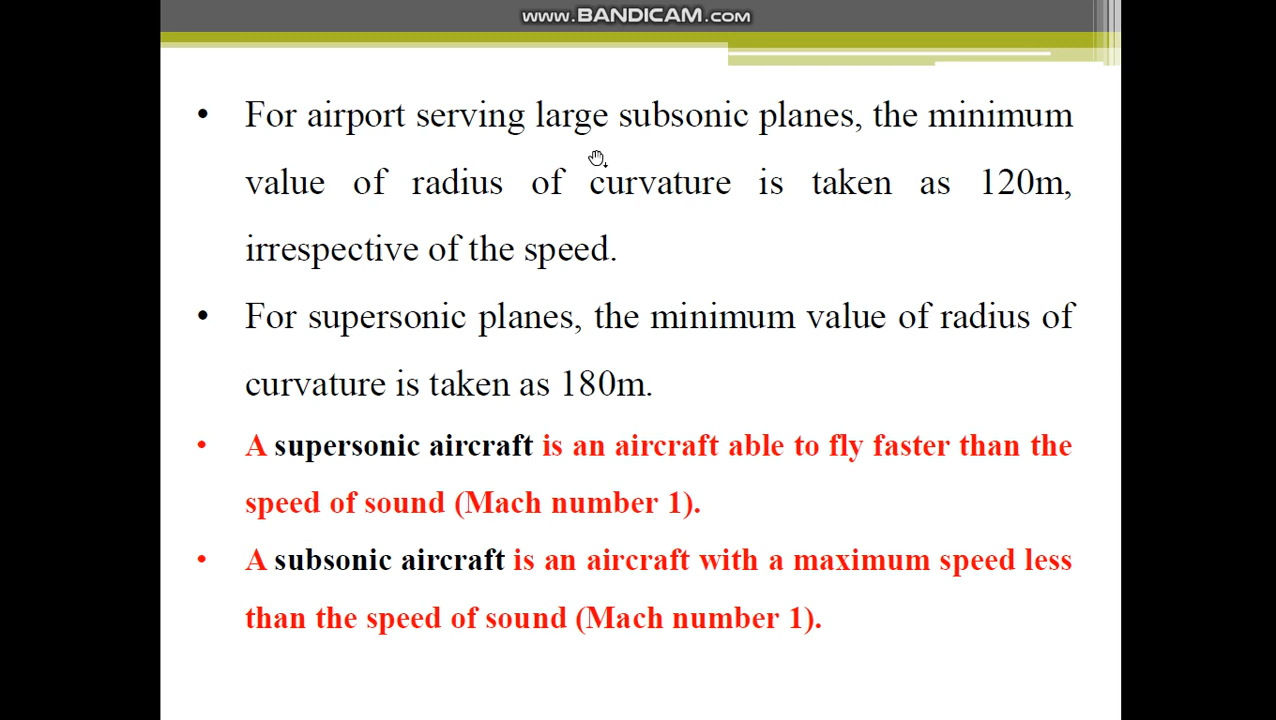 www.BANDICAM.com
• For airport serving large subsonic planes, the minimum
value of radius of curvature is taken as 120m,
irrespective of the speed.
• For supersonic planes, the minimum value of radius of
curvature is taken as 180m.
• A supersonic aircraft is an aircraft able to fly faster than the
speed of sound (Mach number 1).
• A subsonic aircraft is an aircraft with a maximum speed less
than the speed of sound (Mach number 1).